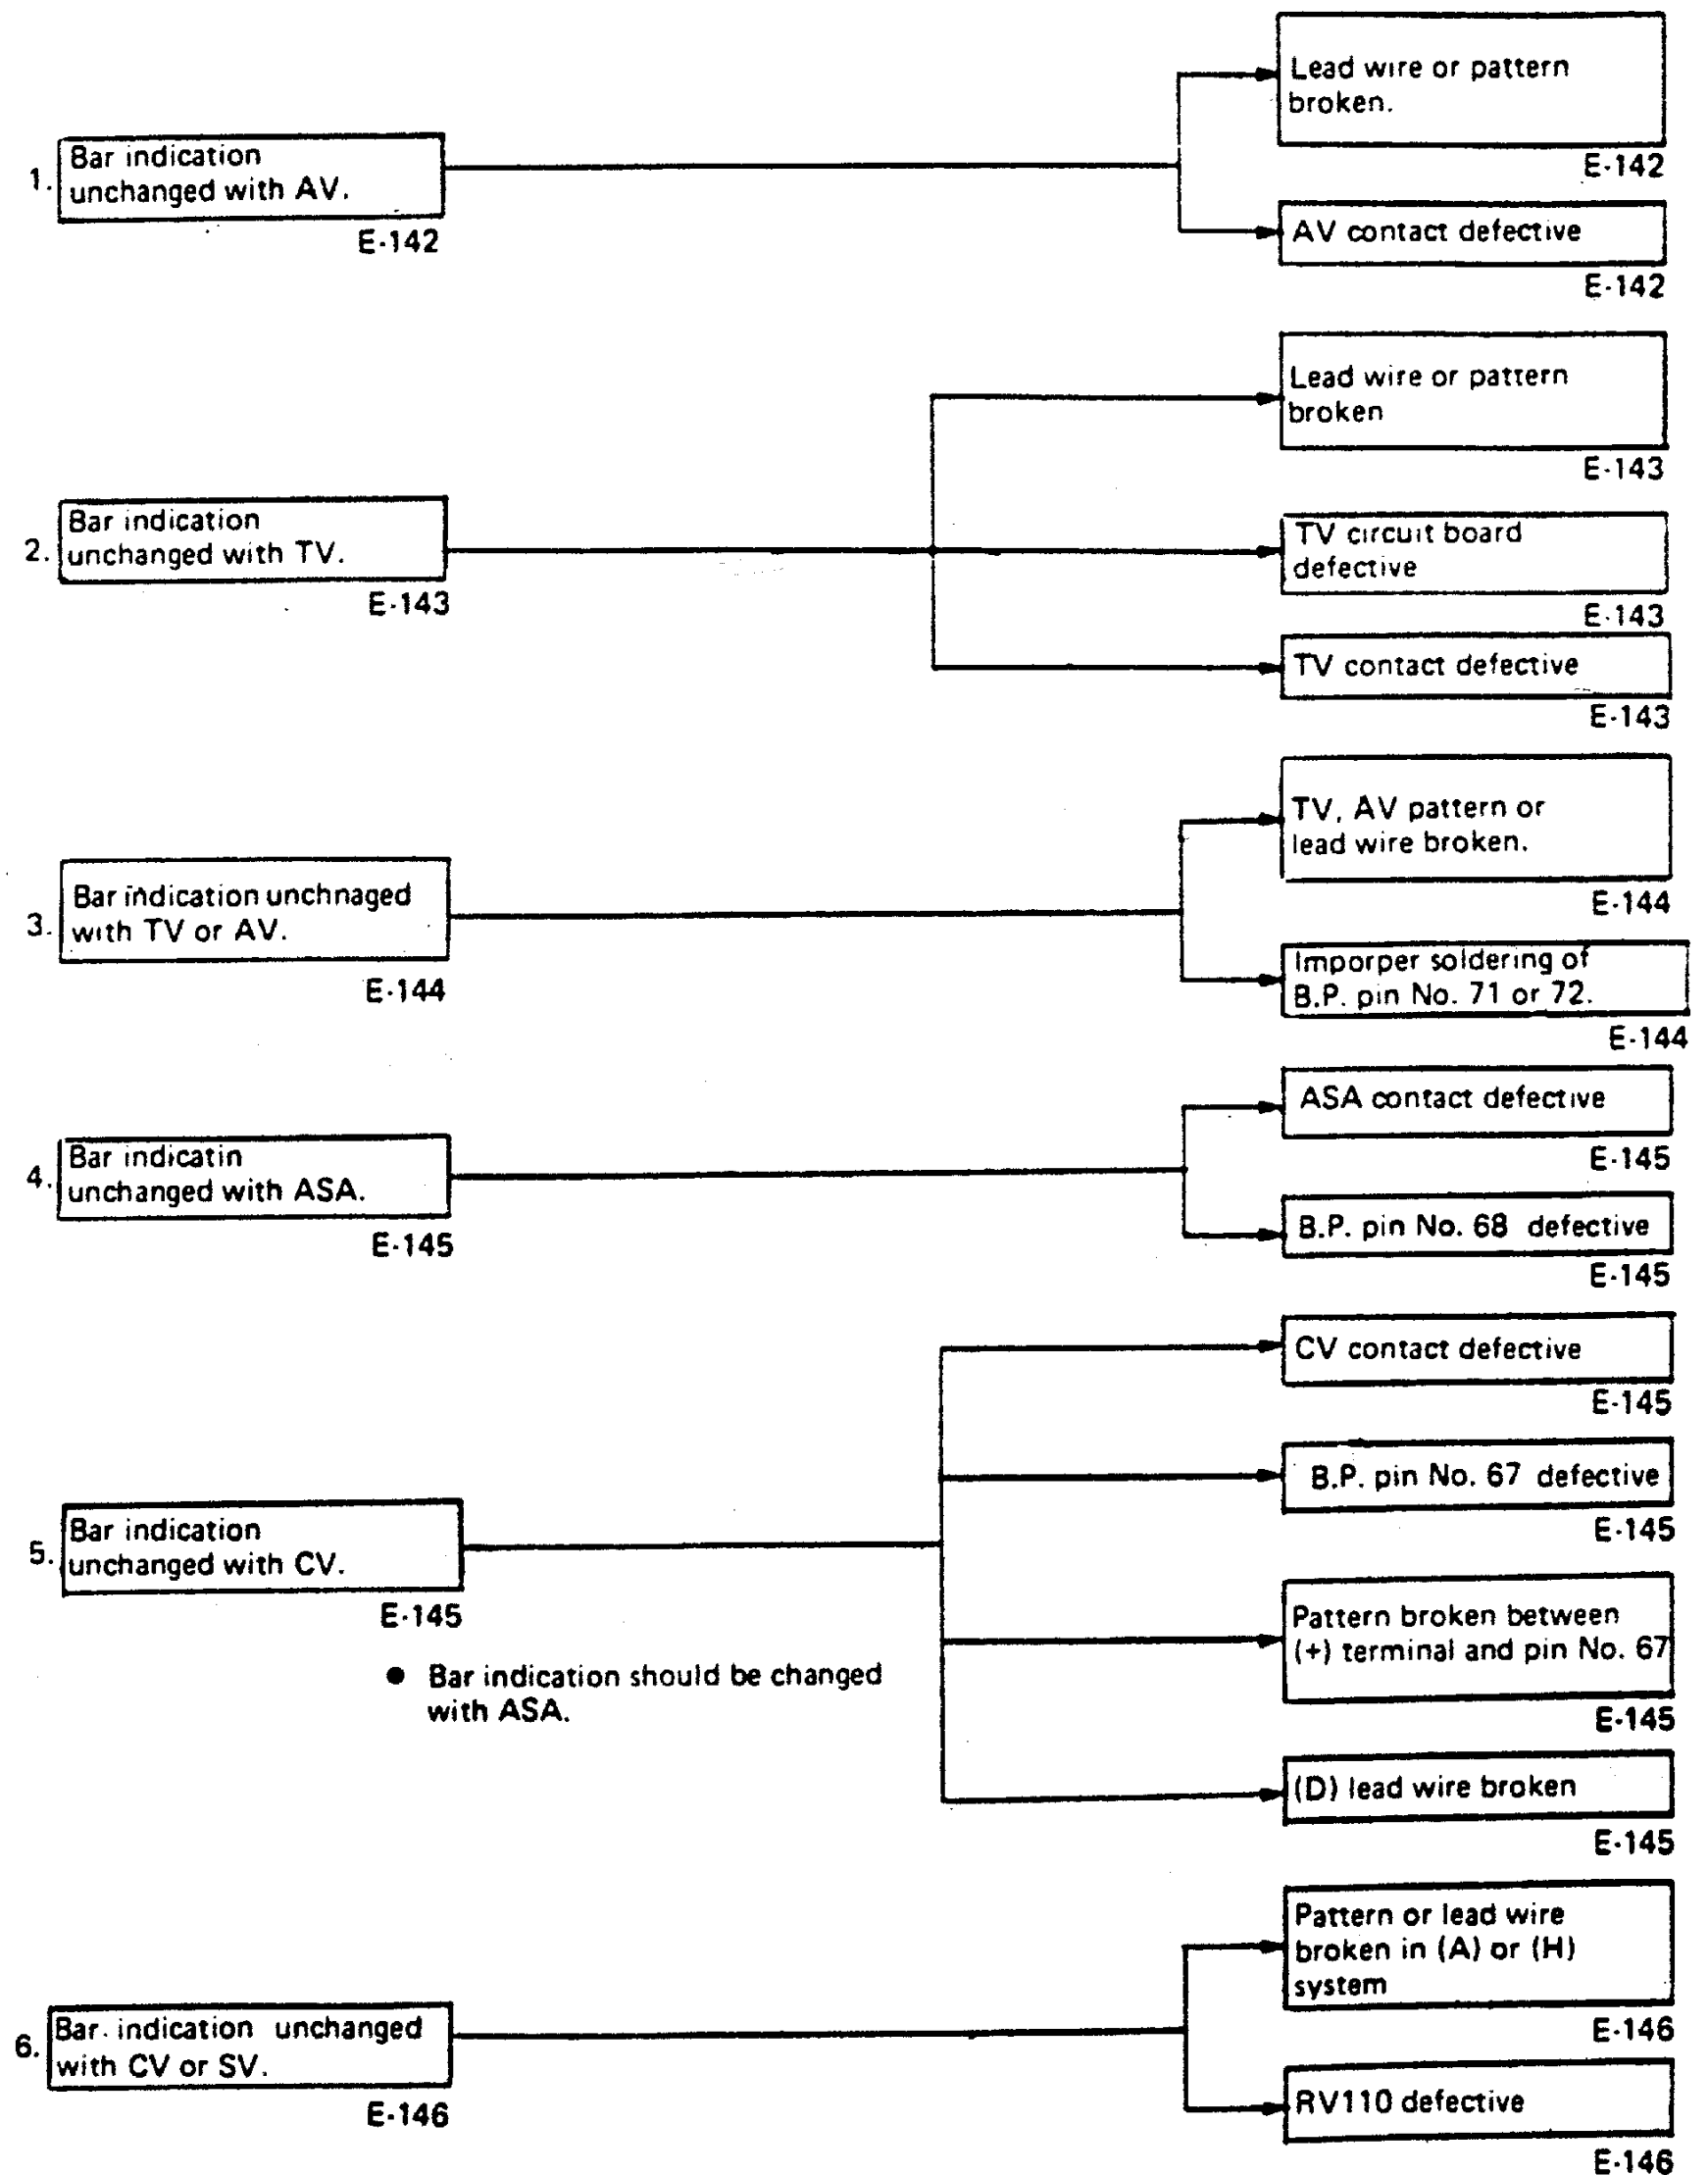 1. Bar indication
unchanged with AV.
E-142
Lead wire or pattern
broken.
E-142
AV contact defective
E-142
2. Bar indication
unchanged with TV.
E-143
Lead wire or pattern
broken
E-143
TV circuit board
defective
E-143
TV contact defective
E-143
3. Bar indication unchnaged
with TV or AV.
E-144
TV, AV pattern or
lead wire broken.
E-144
Imporper soldering of
B.P. pin No. 71 or 72.
E-144
4. Bar indicatin
unchanged with ASA.
E-145
ASA contact defective
E-145
B.P. pin No. 68 defective
E-145
5. Bar indication
unchanged with CV.
E-145
● Bar indication should be changed
with ASA.
CV contact defective
E-145
B.P. pin No. 67 defective
E-145
Pattern broken between
(+) terminal and pin No. 67
E-145
(D) lead wire broken
E-145
6. Bar. indication unchanged
with CV or SV.
E-146
Pattern or lead wire
broken in (A) or (H)
system
E-146
RV110 defective
E-146